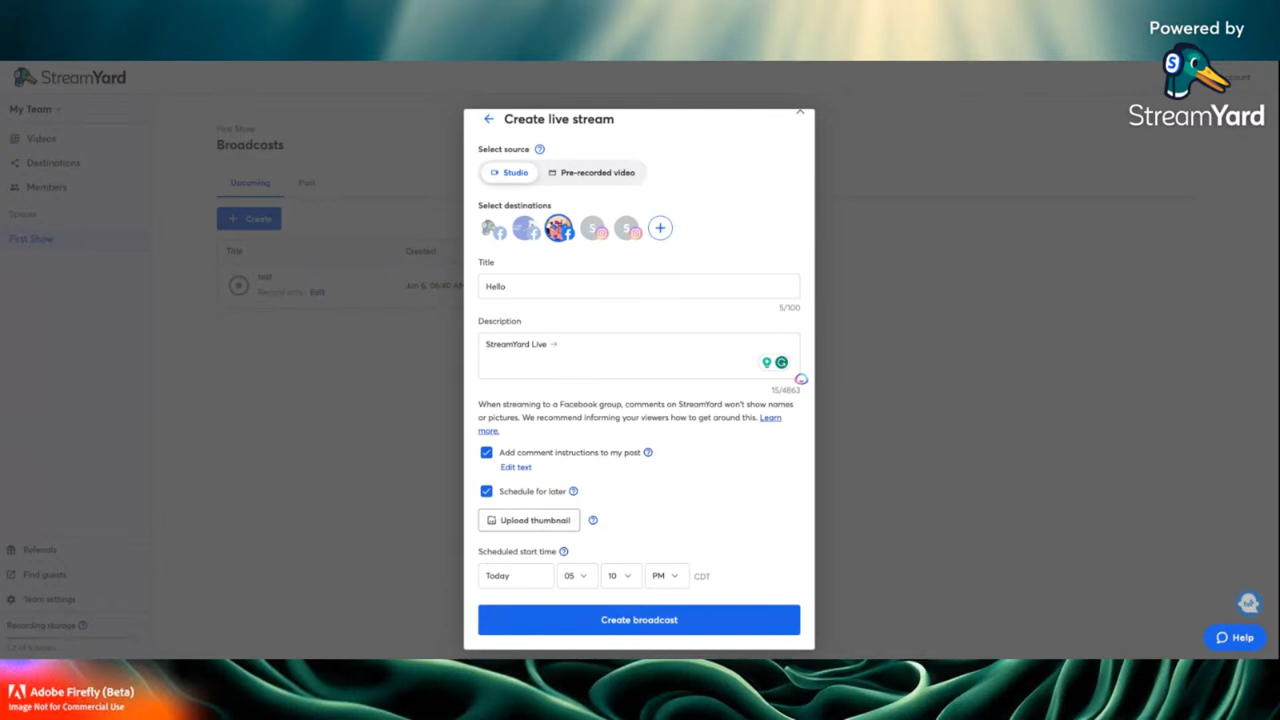 Powered by
StreamYard
StreamYard
My Team
Videos
Destinations
Members
Spaces
First Show
First Show
Broadcasts
Upcoming
Past
+ Create
Title
Created
test
Edit
Jun 6, 06:40 AM
Create live stream
Select source
Studio
Pre-recorded video
Select destinations
S
S
Title
Hello
5/100
Description
StreamYard Live →
15/4863
When streaming to a Facebook group, comments on StreamYard won't show names
or pictures. We recommend informing your viewers how to get around this. Learn
more.
Add comment instructions to my post
Edit text
Schedule for later
Upload thumbnail
Scheduled start time
Today
05
10
PM
CDT
Create broadcast
Referrals
Find guests
Team settings
Recording storage
Help
Adobe Firefly (Beta)
Image Not for Commercial Use